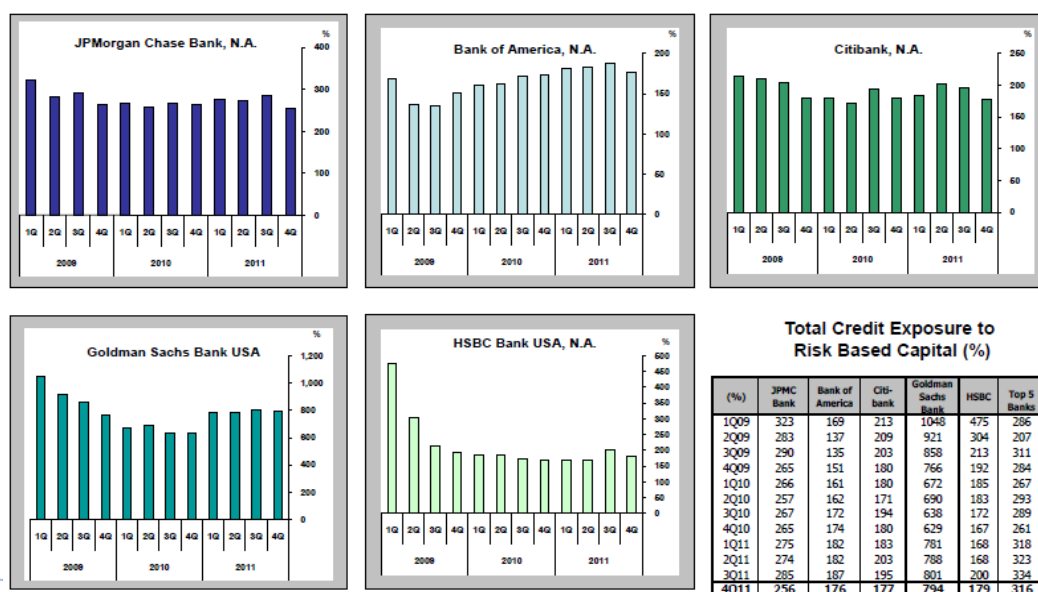 JPMorgan Chase Bank, N.A.
%
400
300
200
100
0
1Q 2Q 3Q 4Q 1Q 2Q 3Q 4Q 1Q 2Q 3Q 4Q
2009 2010 2011
Bank of America, N.A.
%
200
150
100
50
0
1Q 2Q 3Q 4Q 1Q 2Q 3Q 4Q 1Q 2Q 3Q 4Q
2009 2010 2011
Citibank, N.A.
%
250
200
150
100
50
0
1Q 2Q 3Q 4Q 1Q 2Q 3Q 4Q 1Q 2Q 3Q 4Q
2009 2010 2011
Goldman Sachs Bank USA
%
1,200
1,000
800
600
400
200
0
1Q 2Q 3Q 4Q 1Q 2Q 3Q 4Q 1Q 2Q 3Q 4Q
2009 2010 2011
HSBC Bank USA, N.A.
%
500
450
400
350
300
250
200
150
100
50
0
1Q 2Q 3Q 4Q 1Q 2Q 3Q 4Q 1Q 2Q 3Q 4Q
2009 2010 2011
Total Credit Exposure to
Risk Based Capital (%)
(%) JPMC Bank Bank of America Citi-bank Goldman Sachs Bank HSBC Top 5 Banks
1Q09 323 169 213 1048 475 286
2Q09 283 137 209 921 304 207
3Q09 290 135 203 858 213 311
4Q09 265 151 180 766 192 284
1Q10 266 161 180 672 185 267
2Q10 257 162 171 690 183 293
3Q10 267 172 194 638 172 289
4Q10 265 174 180 629 167 261
1Q11 275 182 183 781 168 318
2Q11 274 182 203 788 168 323
3Q11 285 187 195 801 200 334
4Q11 256 176 177 794 179 316